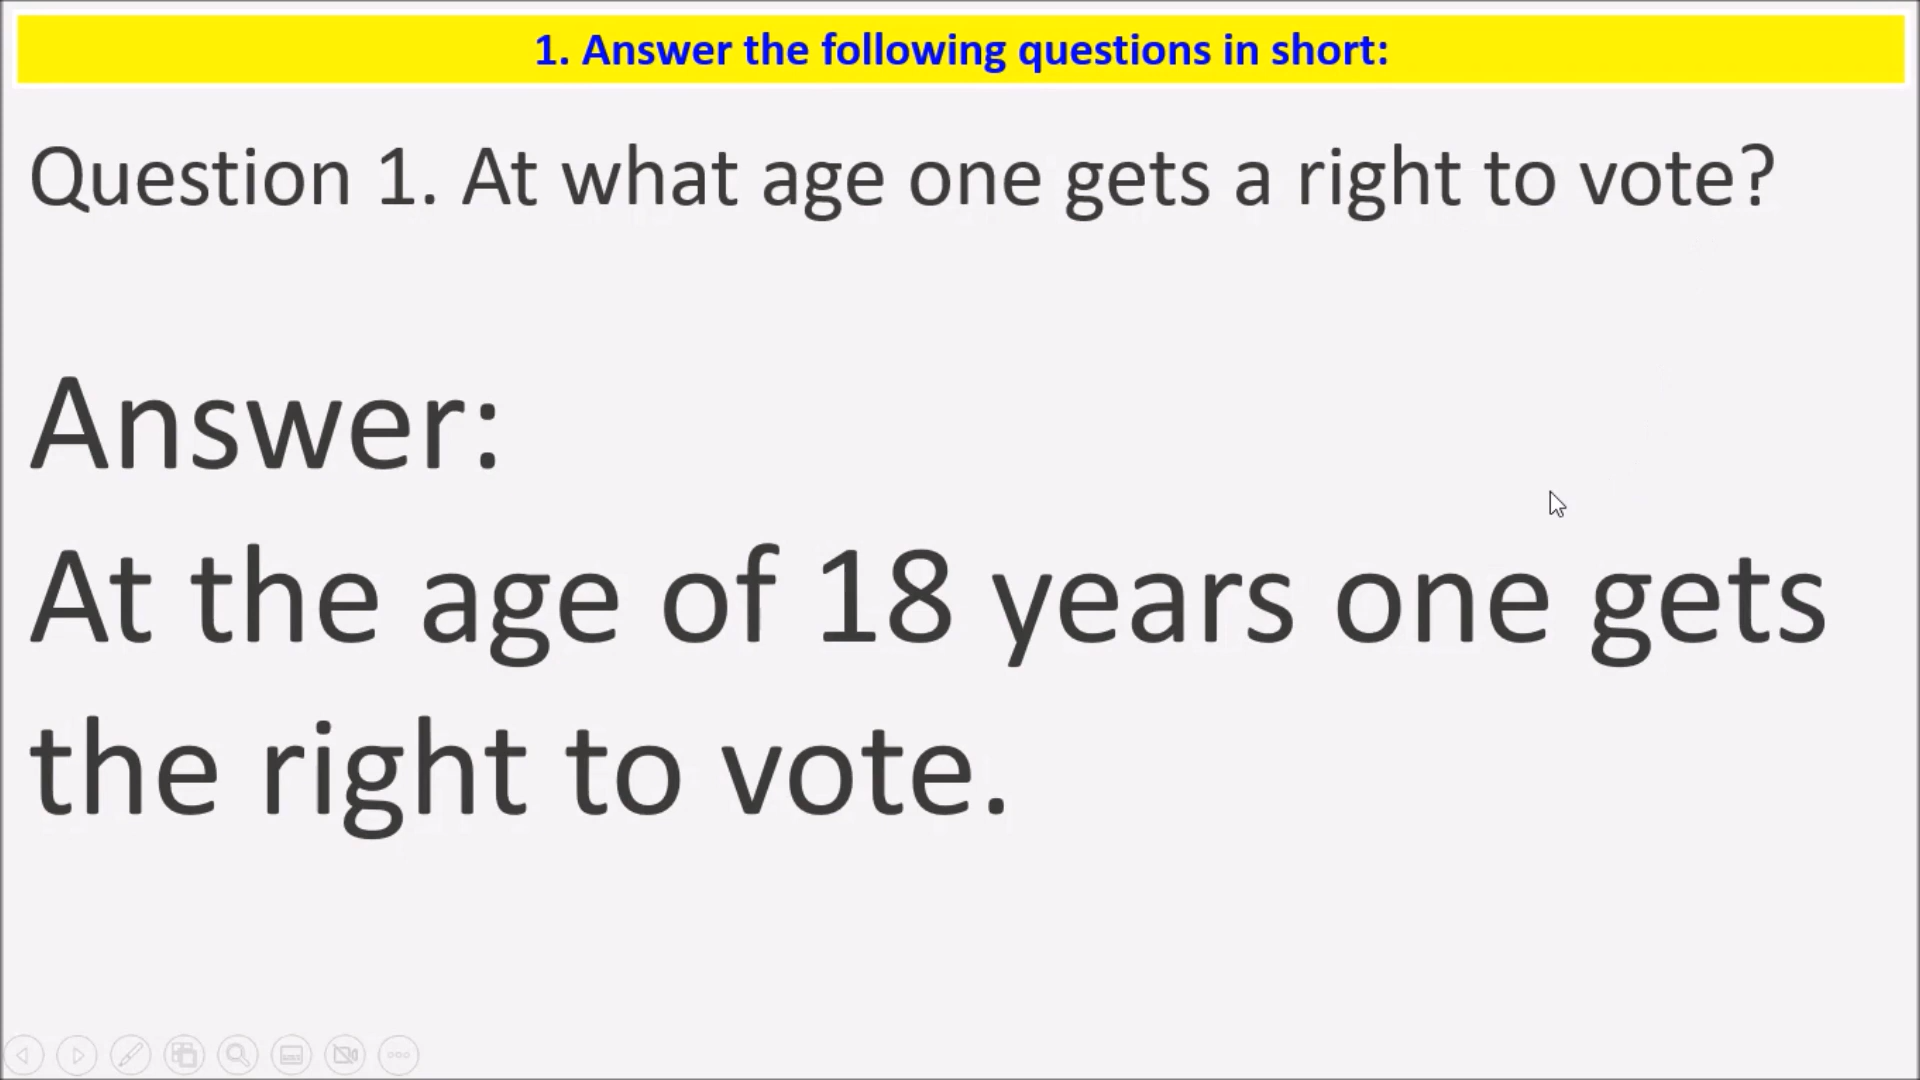 1. Answer the following questions in short:
Question 1. At what age one gets a right to vote?
Answer:
At the age of 18 years one gets
the right to vote.